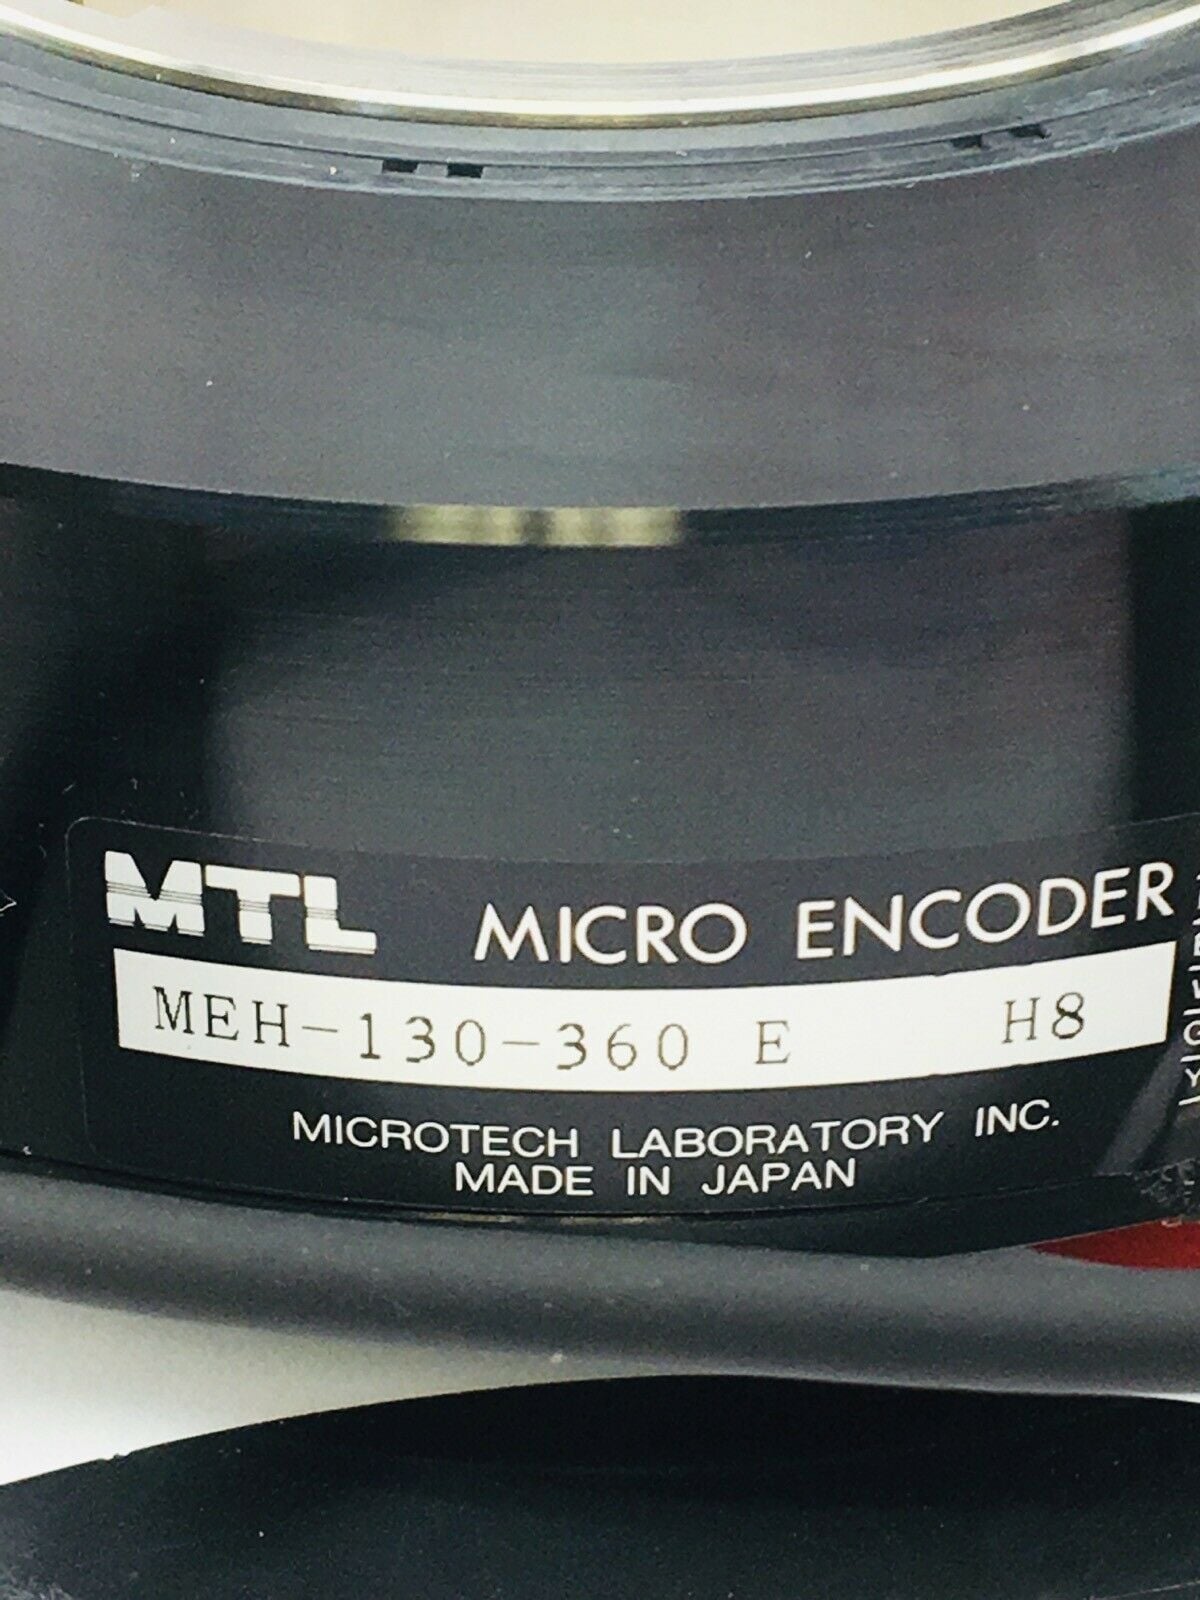 MTL MICRO ENCODER
MEH-130-360 E H8
MICROTECH LABORATORY INC.
MADE IN JAPAN